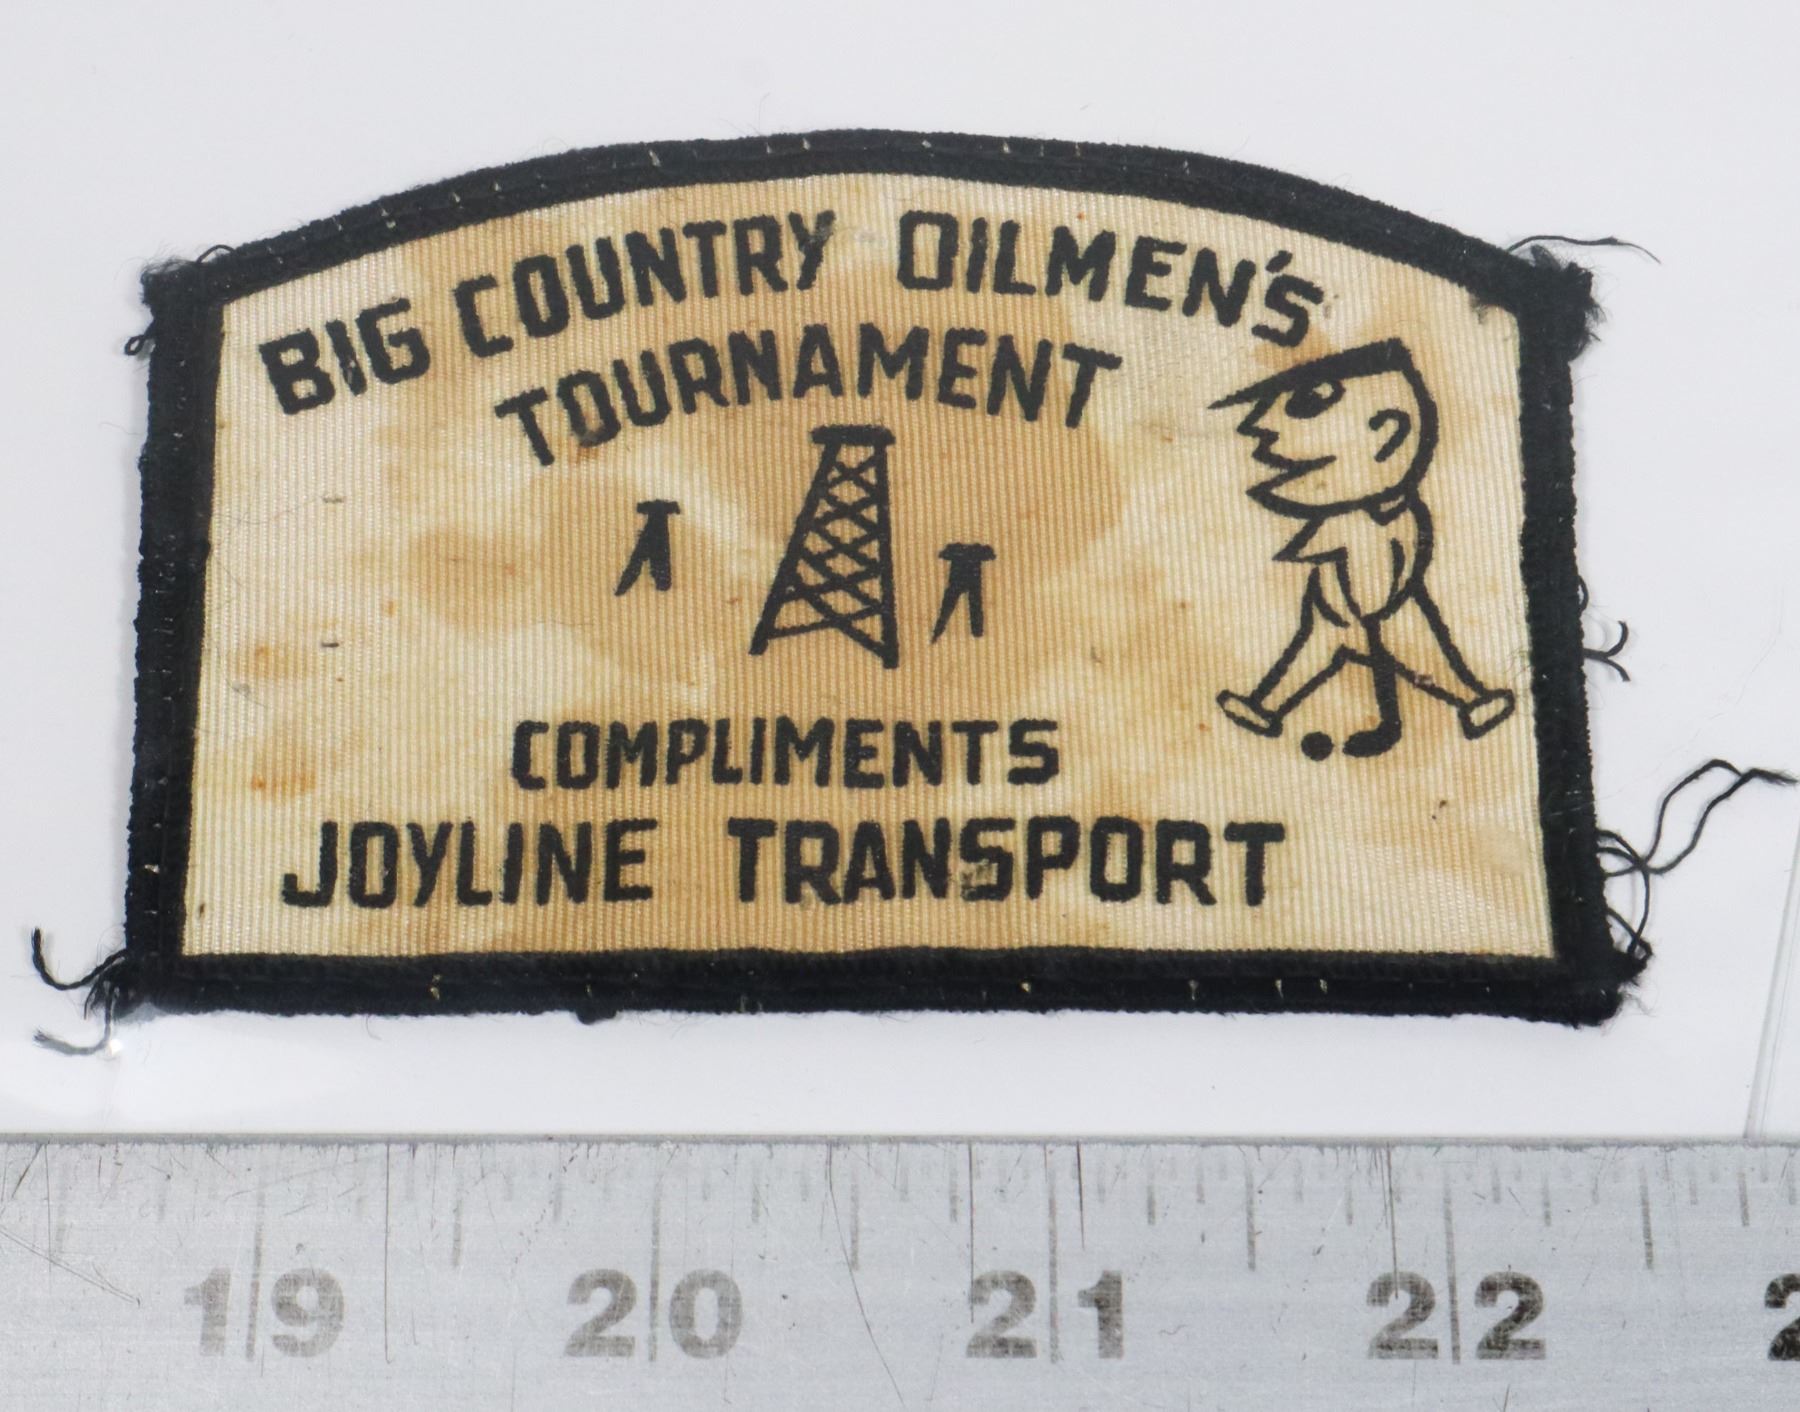 BIG COUNTRY OILMEN'S
TOURNAMENT
COMPLIMENTS
JOYLINE TRANSPORT
19 20 21 22